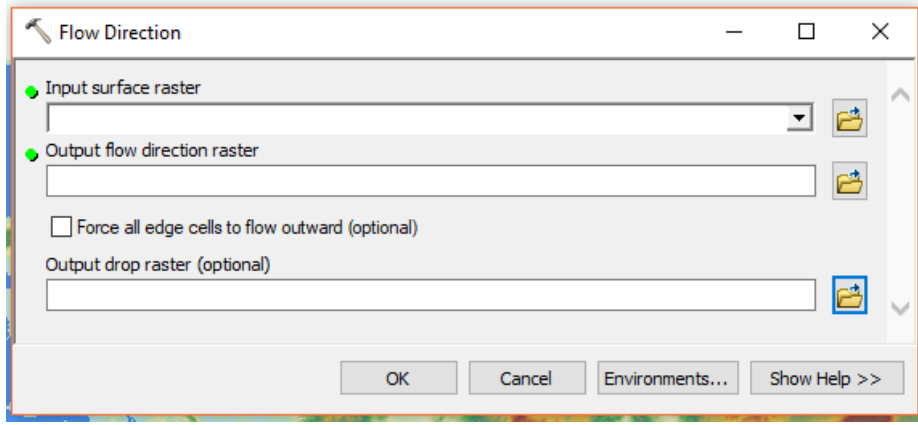 Flow Direction
Input surface raster
Output flow direction raster
Force all edge cells to flow outward (optional)
Output drop raster (optional)
OK
Cancel
Environments...
Show Help >>